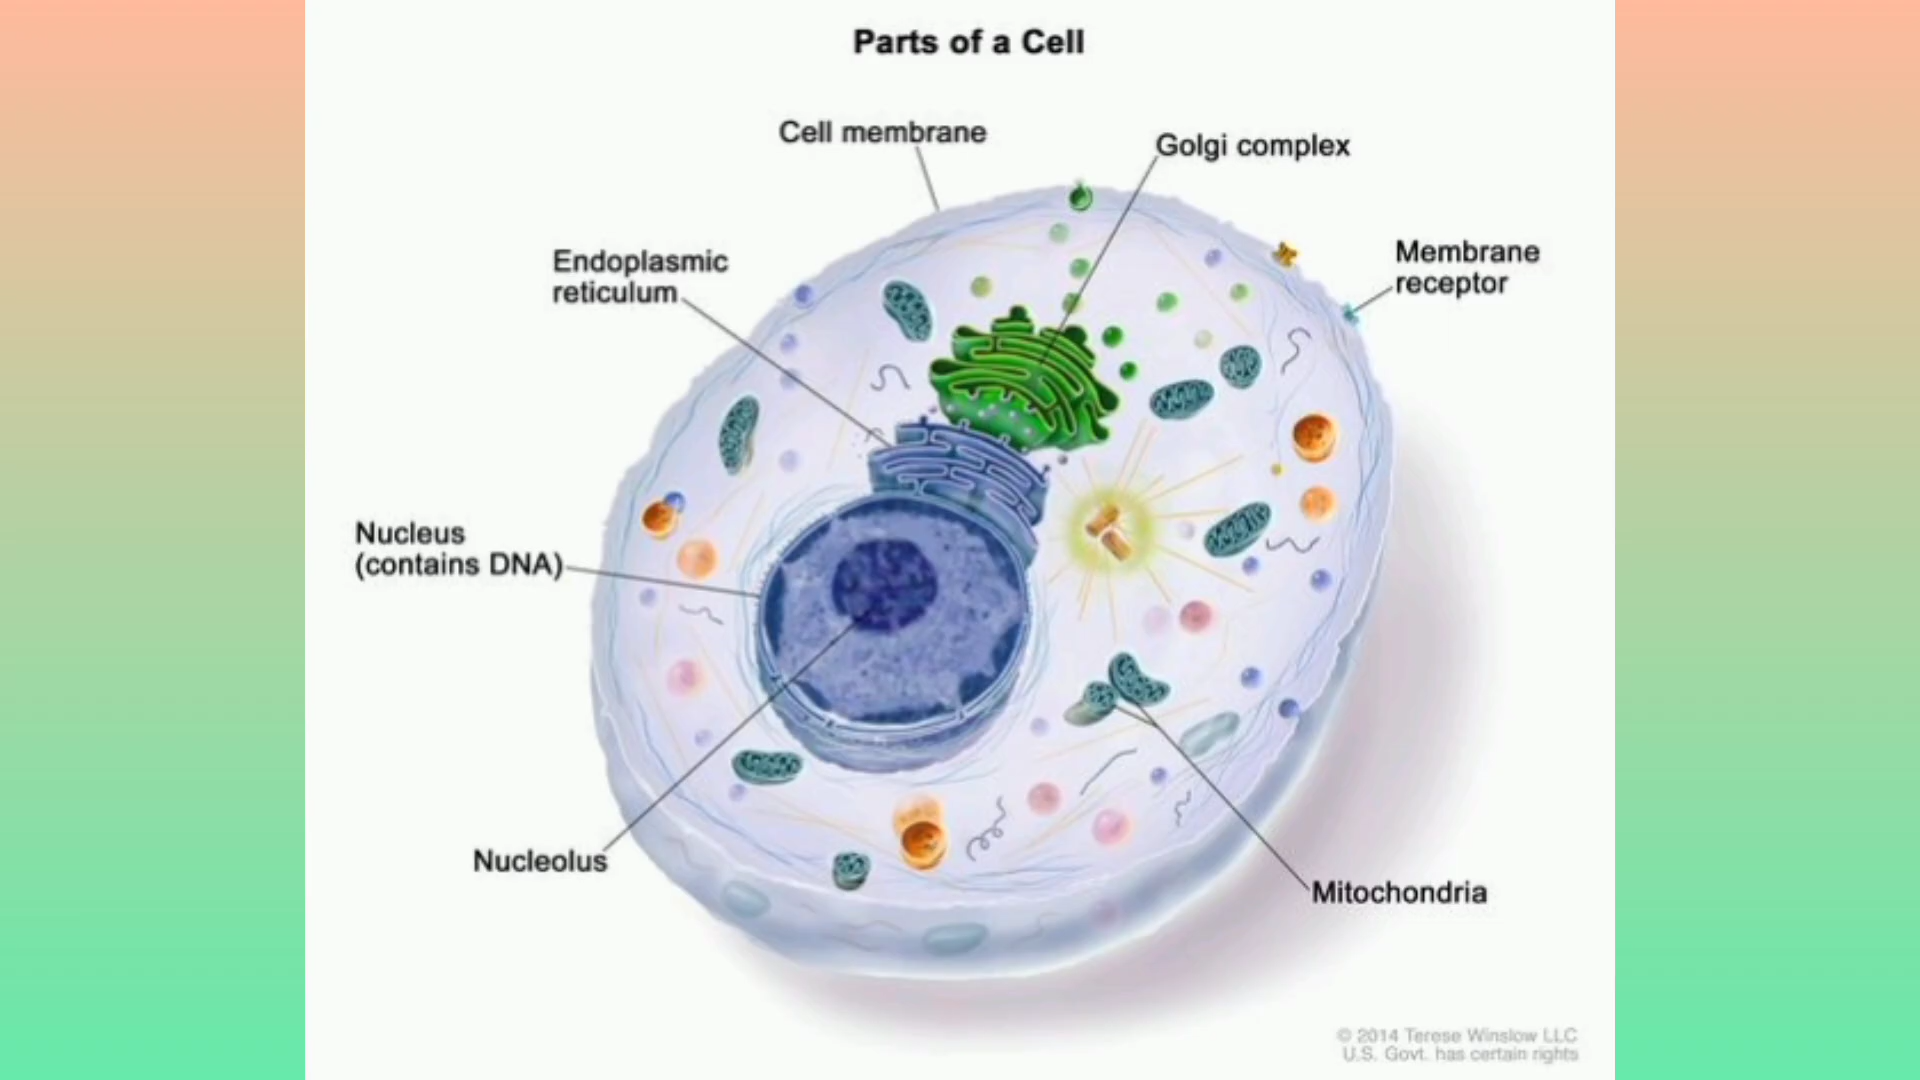 Parts of a Cell
Cell membrane
Golgi complex
Endoplasmic
reticulum
Membrane
receptor
Nucleus
(contains DNA)
Nucleolus
Mitochondria
© 2014 Terese Winslow LLC
U.S. Govt. has certain rights